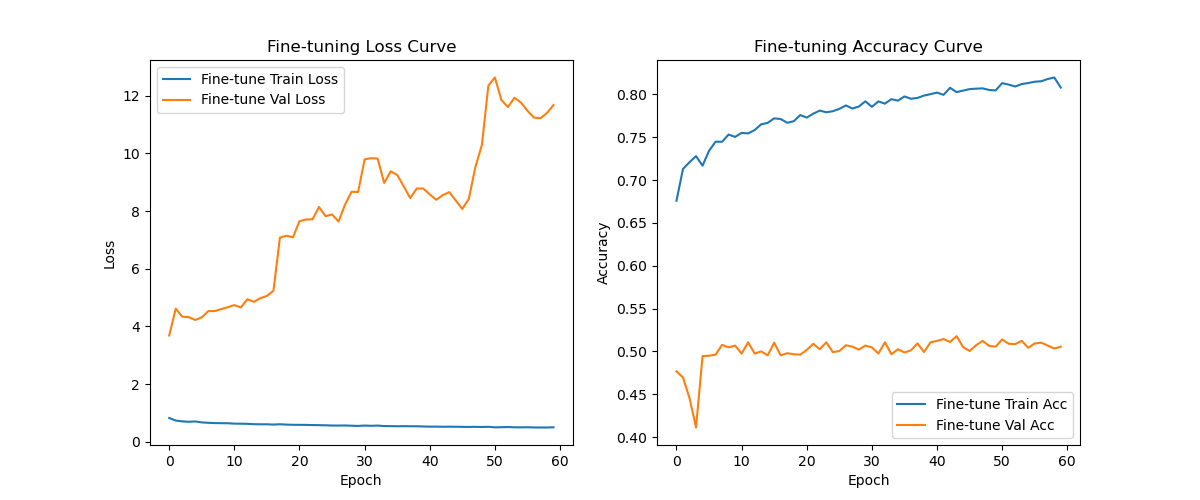 Fine-tuning Loss Curve
Fine-tune Train Loss
Fine-tune Val Loss
12
10
8
6
4
2
0
Loss
0 10 20 30 40 50 60
Epoch
Fine-tuning Accuracy Curve
0.80
0.75
0.70
0.65
0.60
0.55
0.50
0.45
0.40
Accuracy
Fine-tune Train Acc
Fine-tune Val Acc
0 10 20 30 40 50 60
Epoch